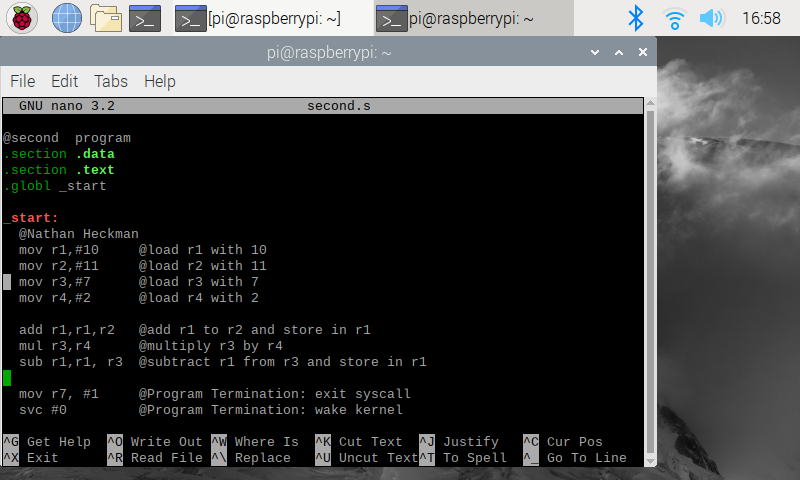 [pi@raspberrypi: ~]
pi@raspberrypi: ~
16:58
pi@raspberrypi: ~
File Edit Tabs Help
GNU nano 3.2 second.s
@second  program
.section .data
.section .text
.globl _start
_start:
  @Nathan Heckman
  mov r1,#10     @load r1 with 10
  mov r2,#11     @load r2 with 11
  mov r3,#7      @load r3 with 7
  mov r4,#2      @load r4 with 2
  add r1,r1,r2   @add r1 to r2 and store in r1
  mul r3,r4      @multiply r3 by r4
  sub r1,r1, r3  @subtract r1 from r3 and store in r1
  mov r7, #1     @Program Termination: exit syscall
  svc #0         @Program Termination: wake kernel
^G Get Help  ^O Write Out ^W Where Is  ^K Cut Text  ^J Justify   ^C Cur Pos
^X Exit      ^R Read File ^\ Replace   ^U Uncut Text^T To Spell  ^_ Go To Line